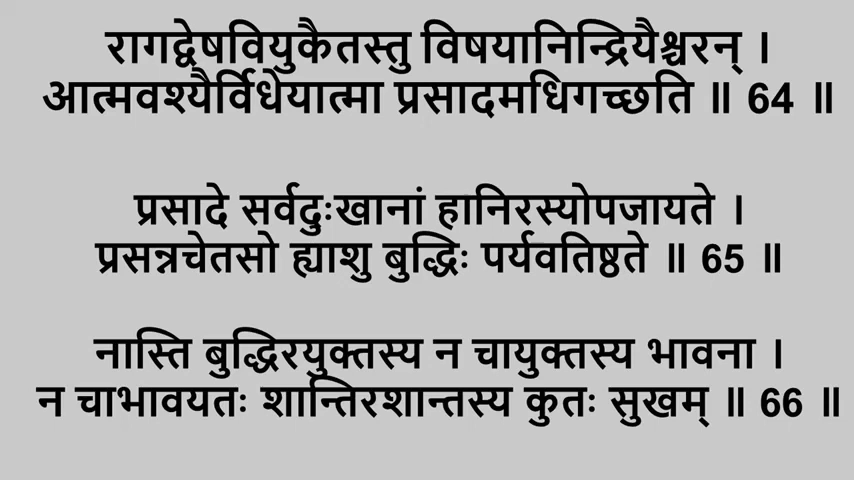 रागद्वेषवियुकैतस्तु विषयानिन्द्रियैश्चरन् ।
आत्मवश्यैर्विधेयात्मा प्रसादमधिगच्छति ॥ 64 ॥
प्रसादे सर्वदुःखानां हानिरस्योपजायते ।
प्रसन्नचेतसो ह्याशु बुद्धिः पर्यवतिष्ठते ॥ 65 ॥
नास्ति बुद्धिरयुक्तस्य न चायुक्तस्य भावना ।
न चाभावयतः शान्तिरशान्तस्य कुतः सुखम् ॥ 66 ॥